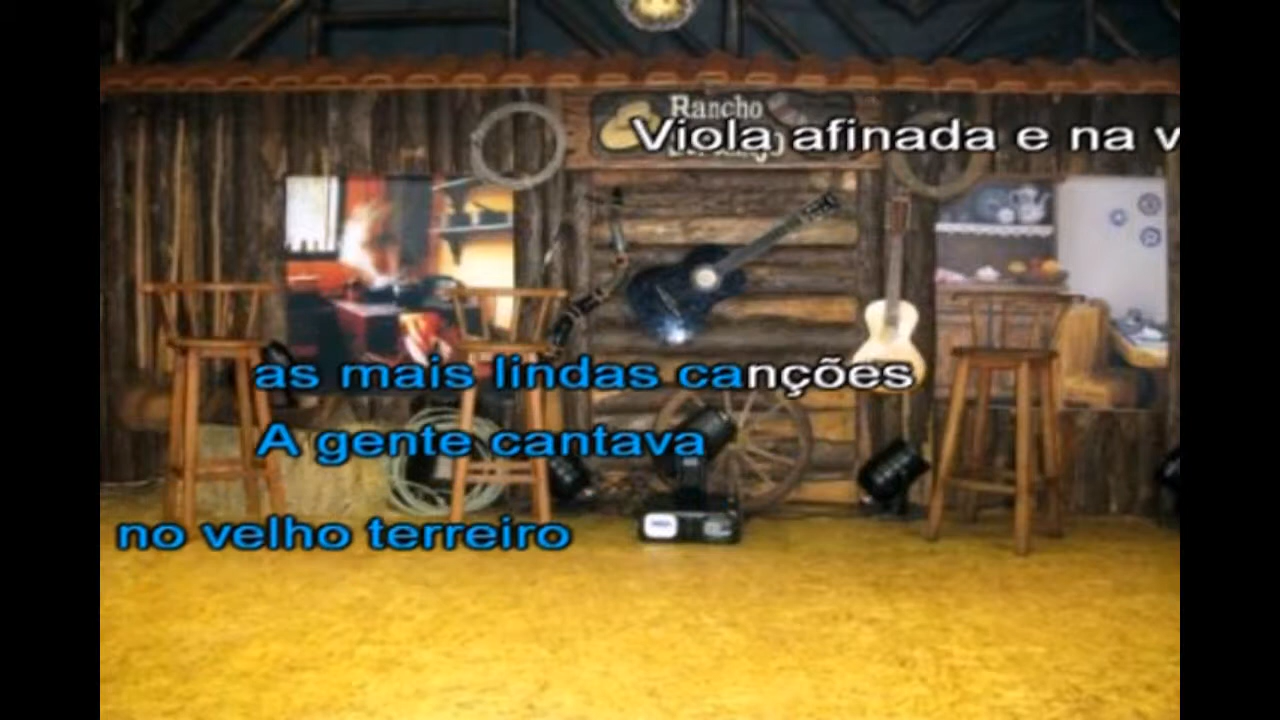 Rancho
Viola afinada e na v
as mais lindas canções
A gente cantava
no velho terreiro